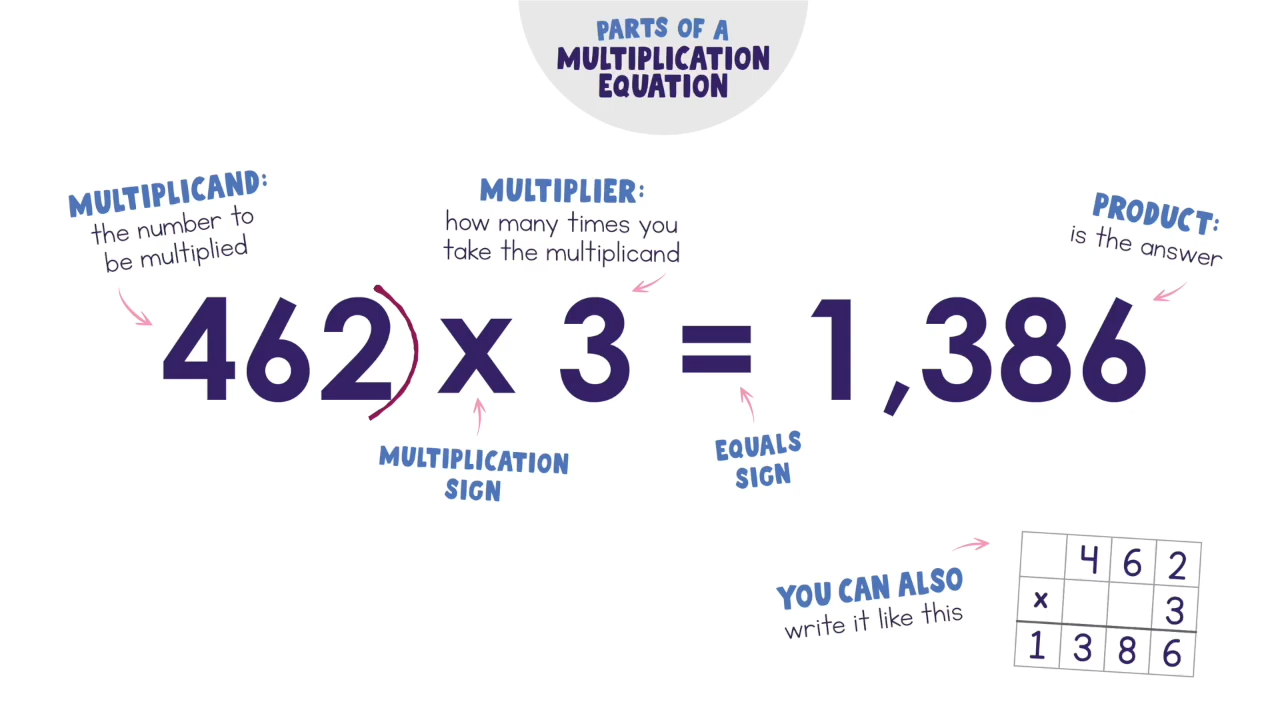 PARTS OF A
MULTIPLICATION
EQUATION
MULTIPLICAND:
the number to
be multiplied
MULTIPLIER:
how many times you
take the multiplicand
PRODUCT:
is the answer
462) x 3 = 1,386
MULTIPLICATION
SIGN
EQUALS
SIGN
YOU CAN ALSO
write it like this
4 6 2
x 3
1 3 8 6